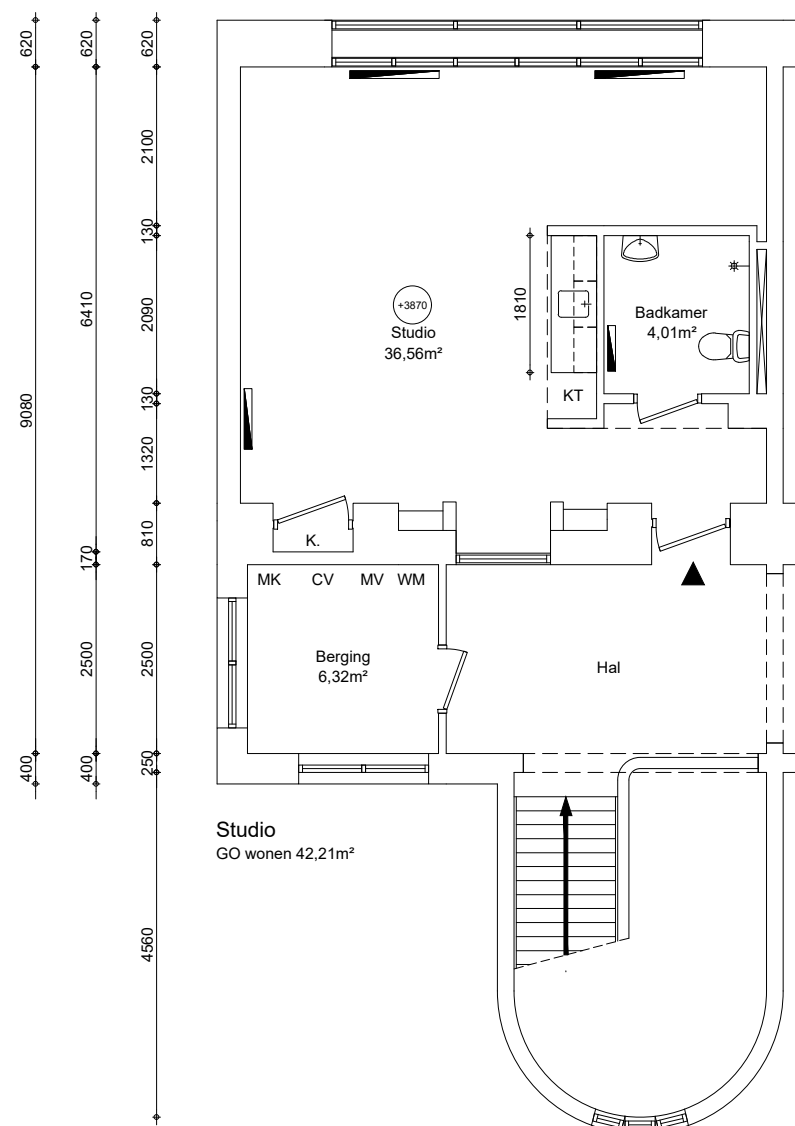 620
620
620
2100
130
1810
6410
2090
+3870
Studio
36,56m²
Badkamer
4,01m²
9080
130
KT
1320
810
K.
170
MK CV MV WM
2500
2500
Berging
6,32m²
Hal
400
400
250
Studio
GO wonen 42,21m²
4560